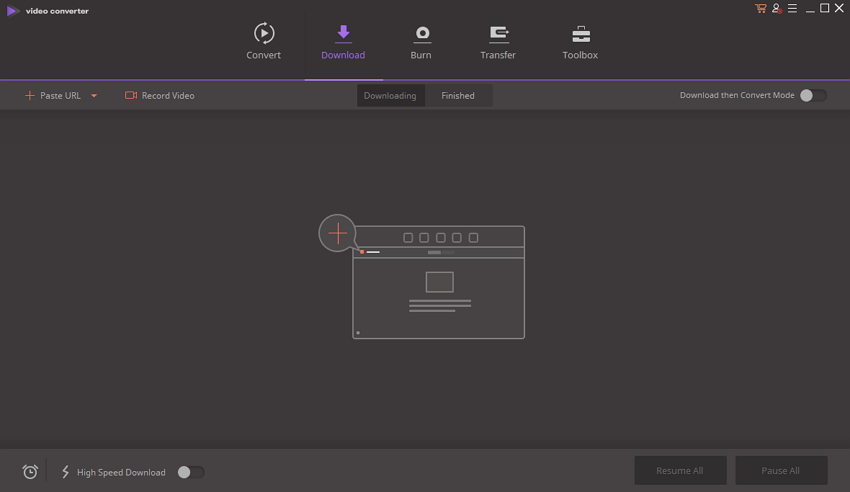 video converter
Convert
Download
Burn
Transfer
Toolbox
Paste URL
Record Video
Downloading
Finished
Download then Convert Mode
High Speed Download
Resume All
Pause All